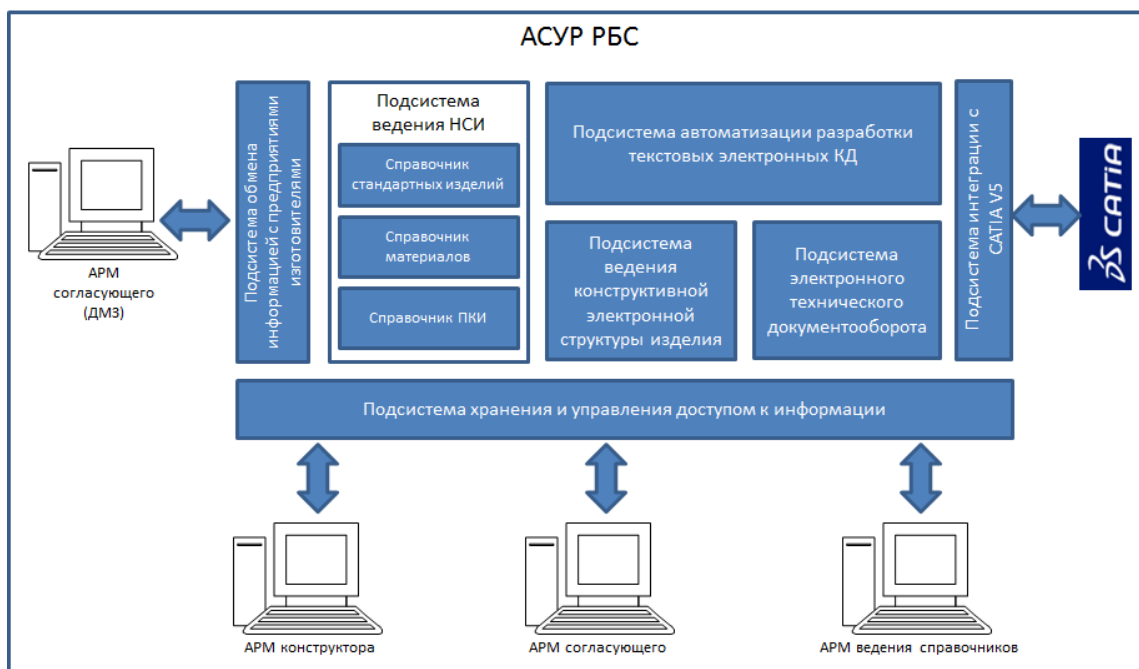 АСУР РБС
АРМ
согласующего
(ДМЗ)
Подсистема обмена
информацией с предприятиями
изготовителями
Подсистема
ведения НСИ
Справочник
стандартных изделий
Справочник
материалов
Справочник ПКИ
Подсистема автоматизации разработки
текстовых электронных КД
Подсистема
ведения
конструктивной
электронной
структуры изделия
Подсистема
электронного
технического
документооборота
Подсистема интеграции с
CATIA V5
CATIA
Подсистема хранения и управления доступом к информации
АРМ конструктора
АРМ согласующего
АРМ ведения справочников